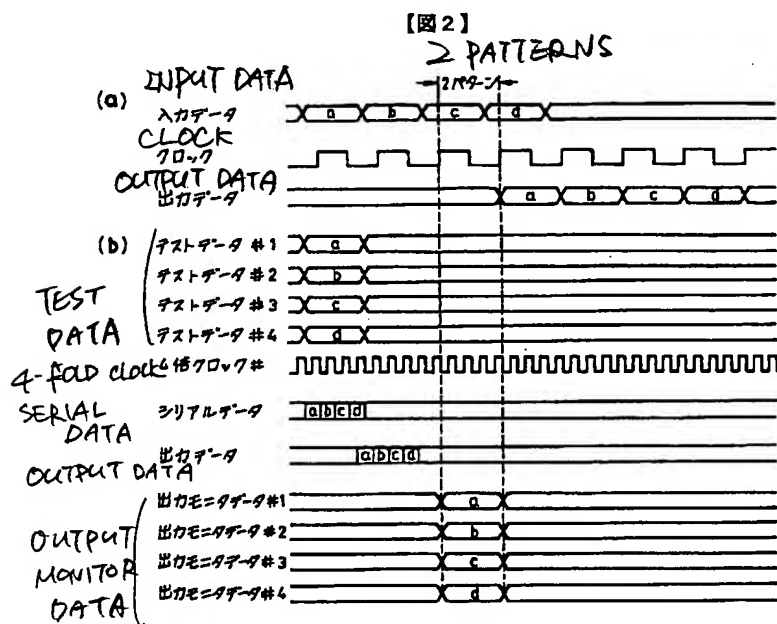 【図2】
2 PATTERNS
2パターン
INPUT DATA
(a)
入力データ a b c d
CLOCK
クロック
OUTPUT DATA
出力データ a b c d
(b)
テストデータ #1 a
テストデータ #2 b
TEST
テストデータ #3 c
DATA
テストデータ #4 d
4-FOLD clock 4倍クロック#
SERIAL シリアルデータ a b c d
DATA
出力データ a b c d
OUTPUT DATA
出力モニタデータ#1 a
OUTPUT
出力モニタデータ#2 b
MONITOR
出力モニタデータ#3 c
DATA
出力モニタデータ#4 d